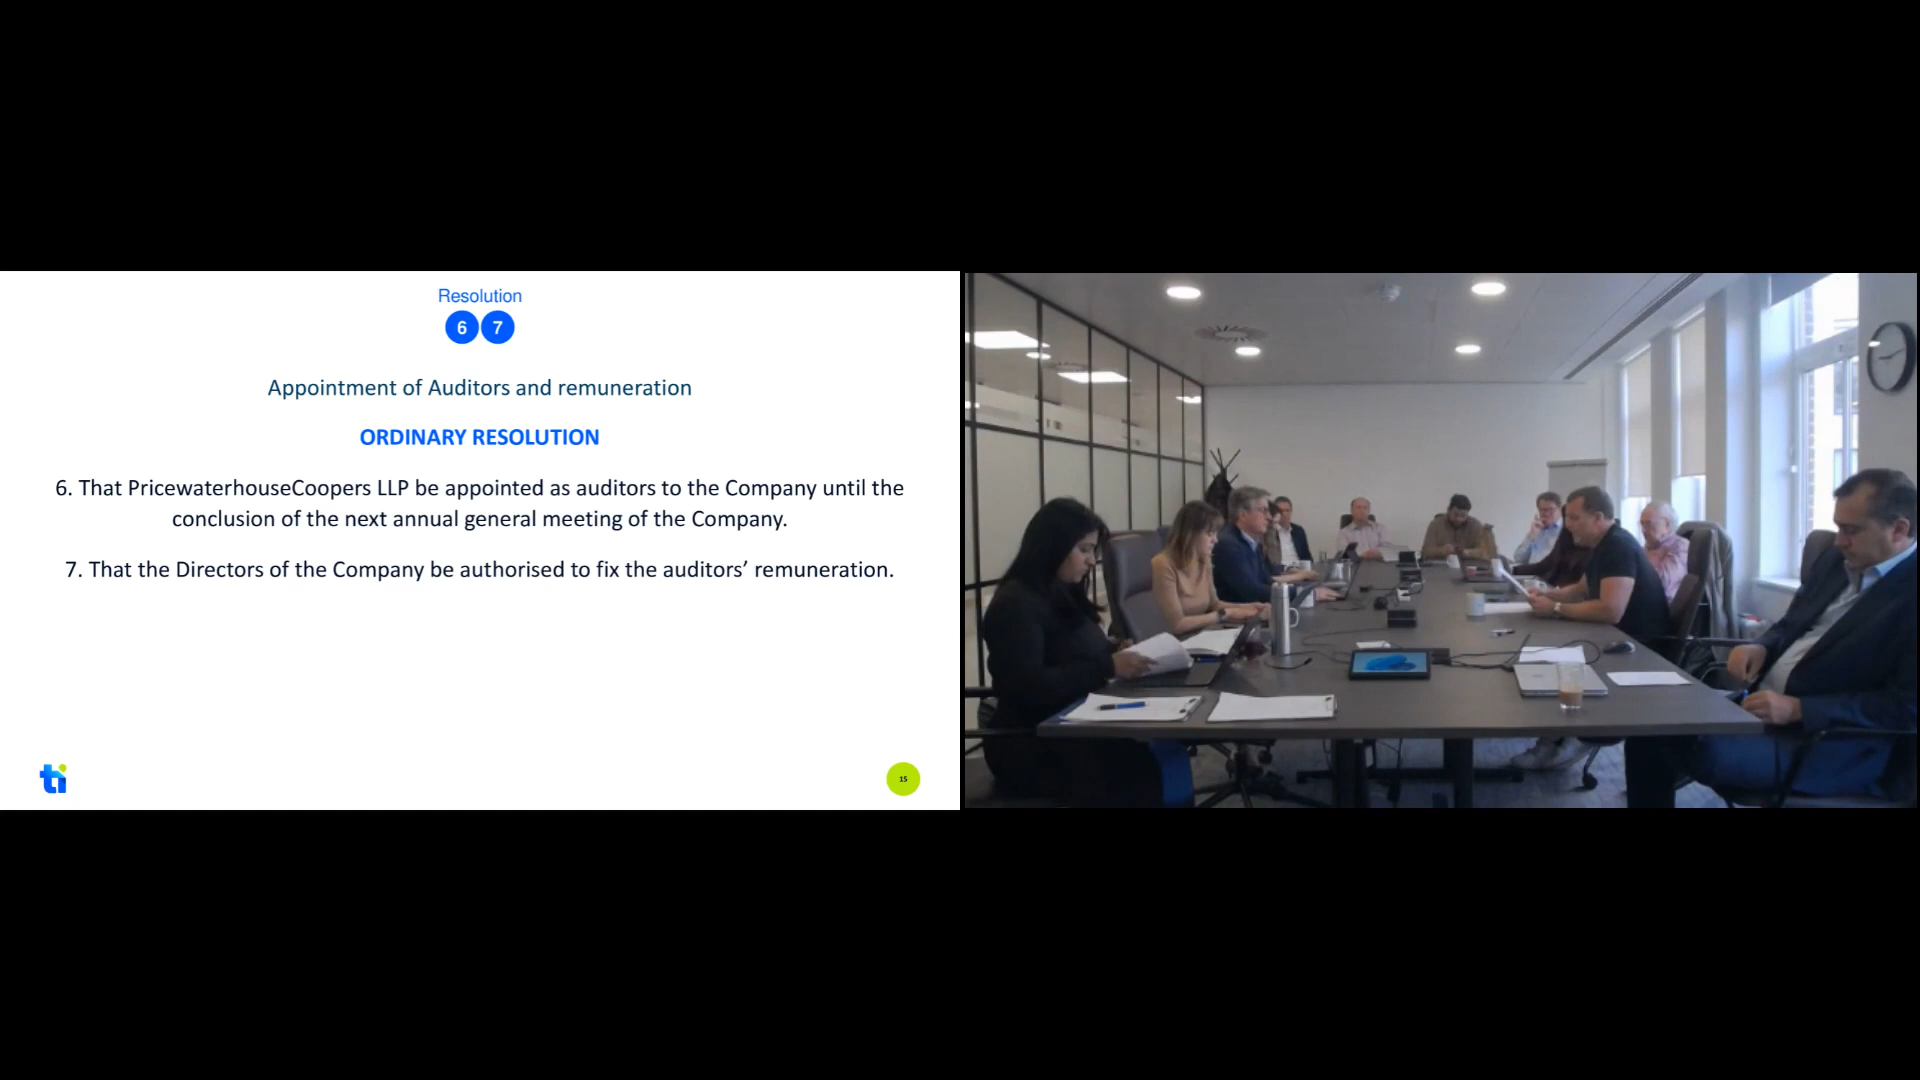 Resolution
6 7
Appointment of Auditors and remuneration
ORDINARY RESOLUTION
6. That PricewaterhouseCoopers LLP be appointed as auditors to the Company until the
conclusion of the next annual general meeting of the Company.
7. That the Directors of the Company be authorised to fix the auditors’ remuneration.
ti
15